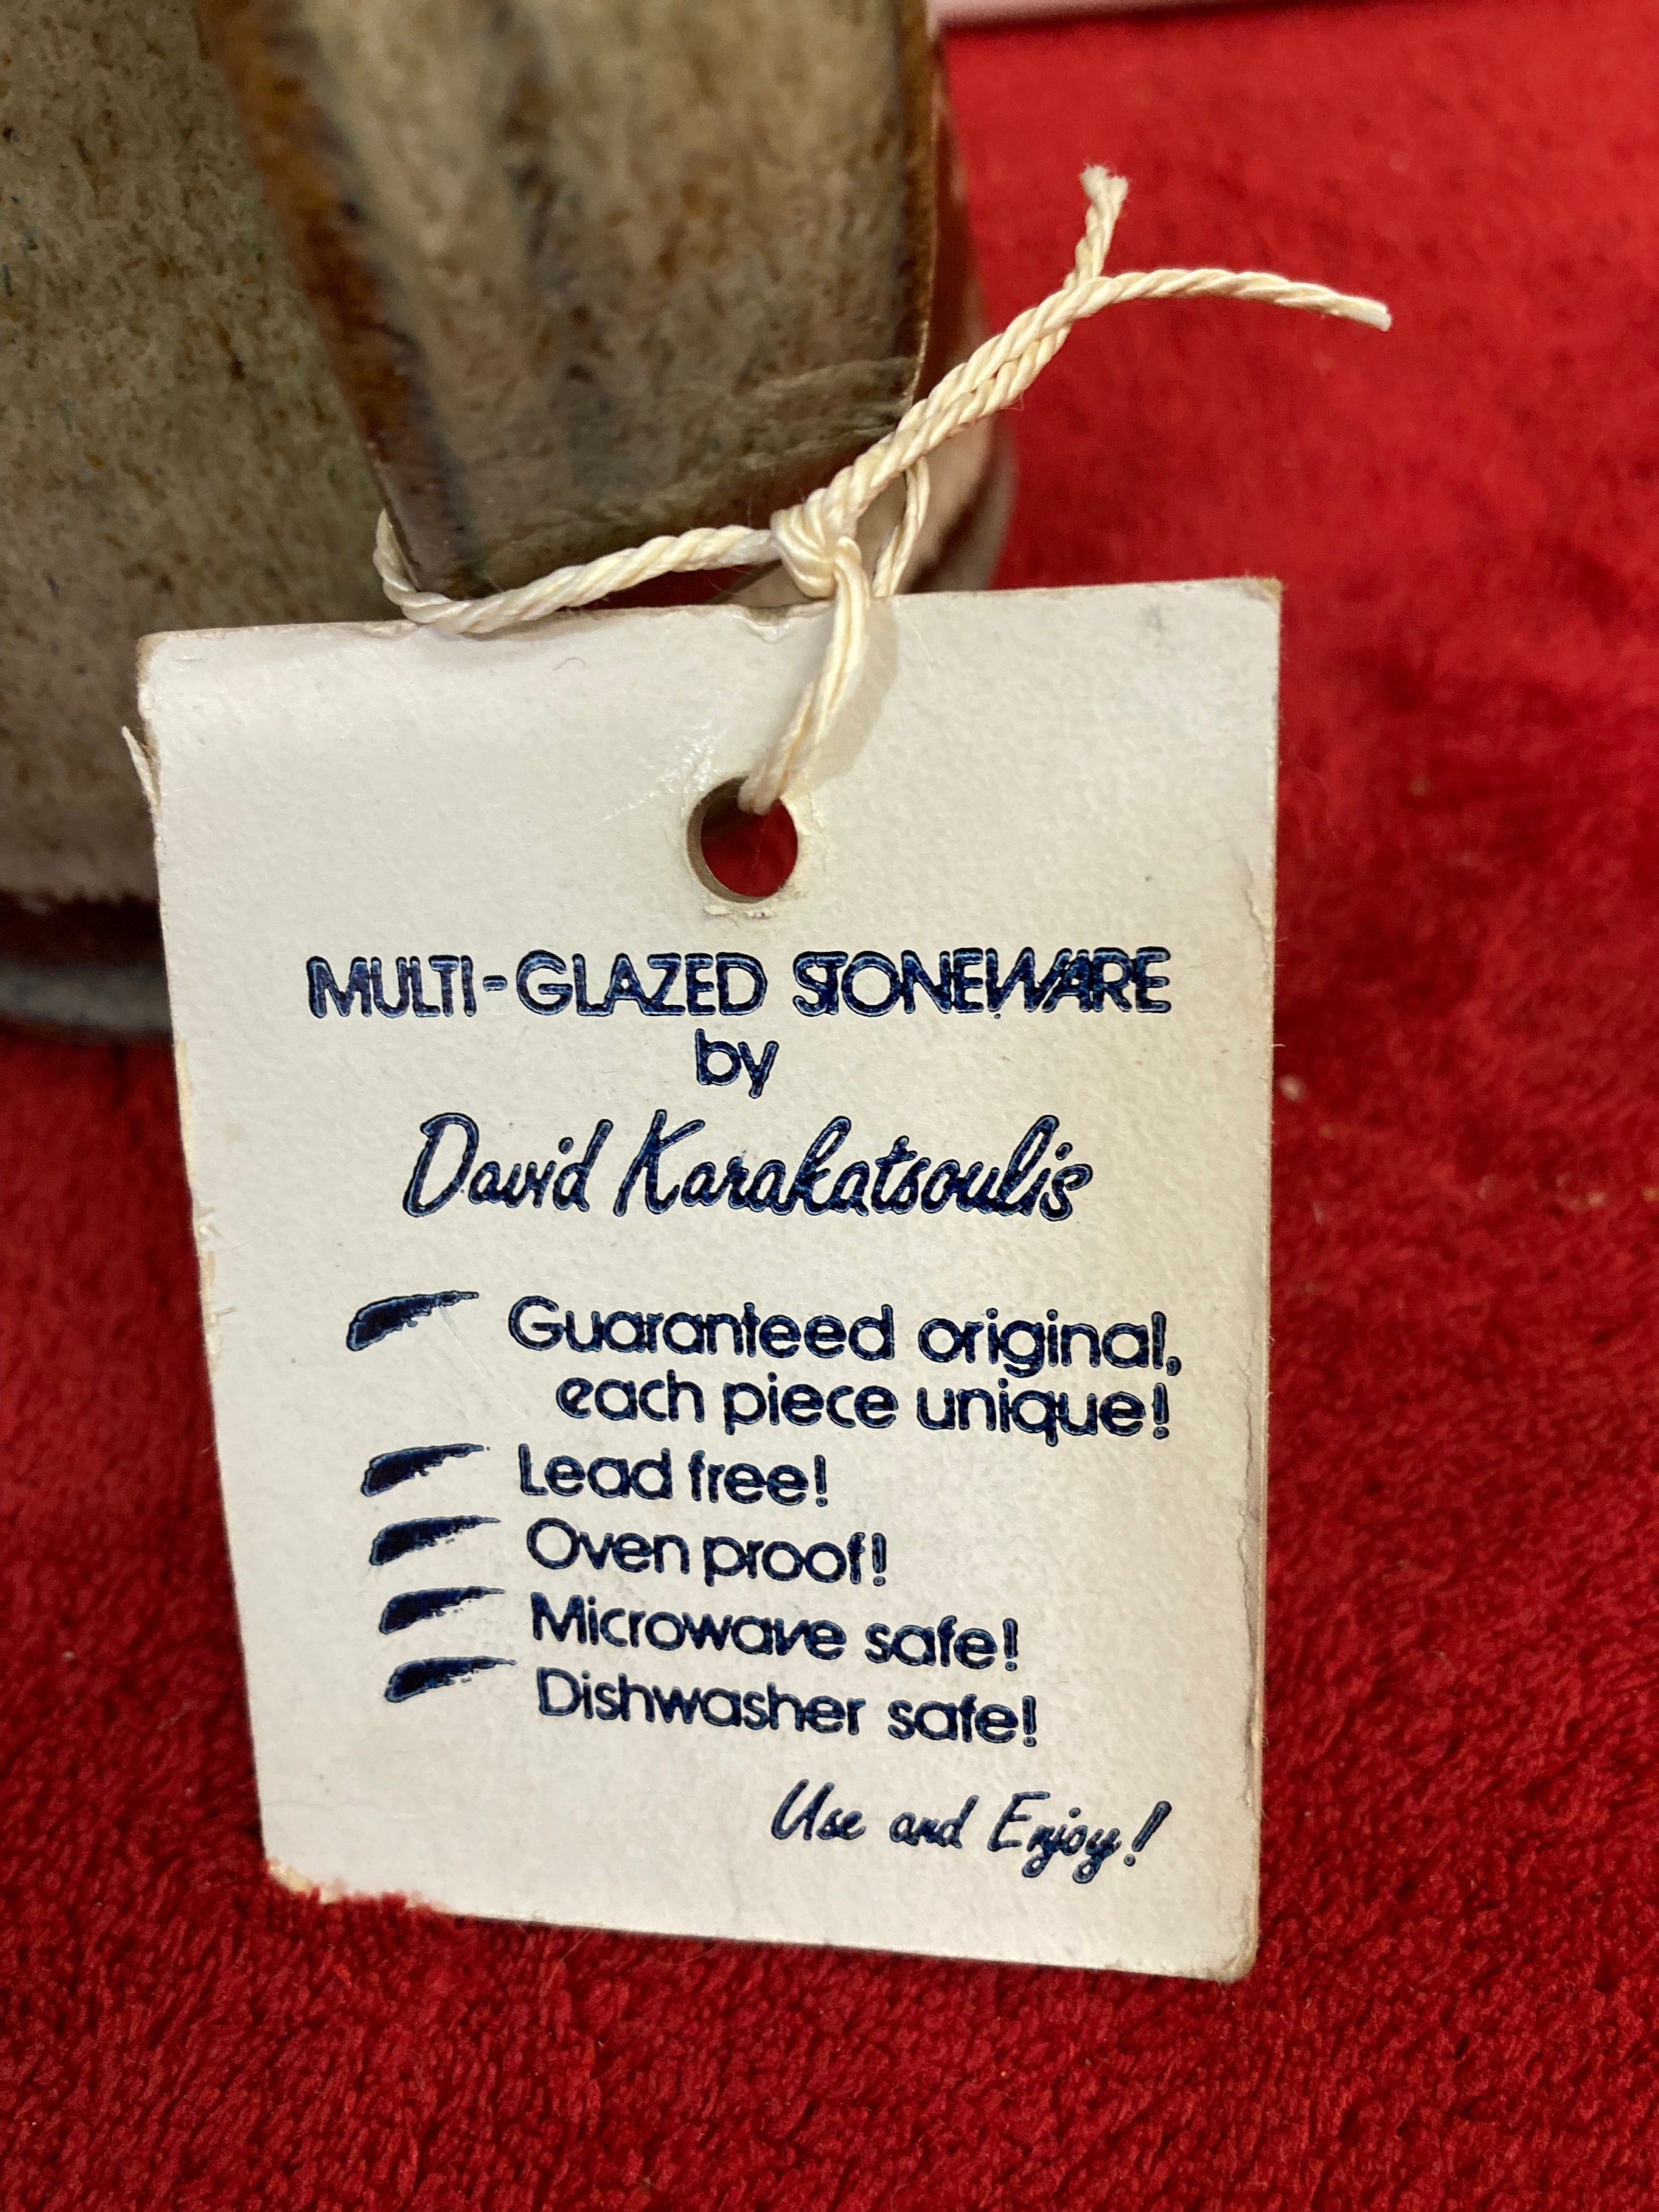 MULTI-GLAZED STONEWARE
by
David Karakatsoulis
Guaranteed original,
each piece unique!
Lead free!
Oven proof!
Microwave safe!
Dishwasher safe!
Use and Enjoy!